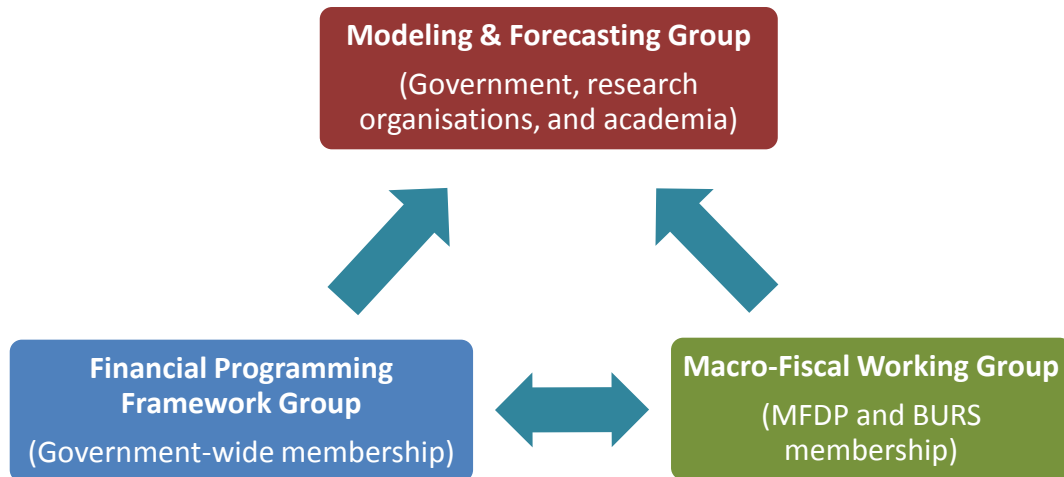 Modeling & Forecasting Group
(Government, research
organisations, and academia)
Financial Programming
Framework Group
(Government-wide membership)
Macro-Fiscal Working Group
(MFDP and BURS
membership)